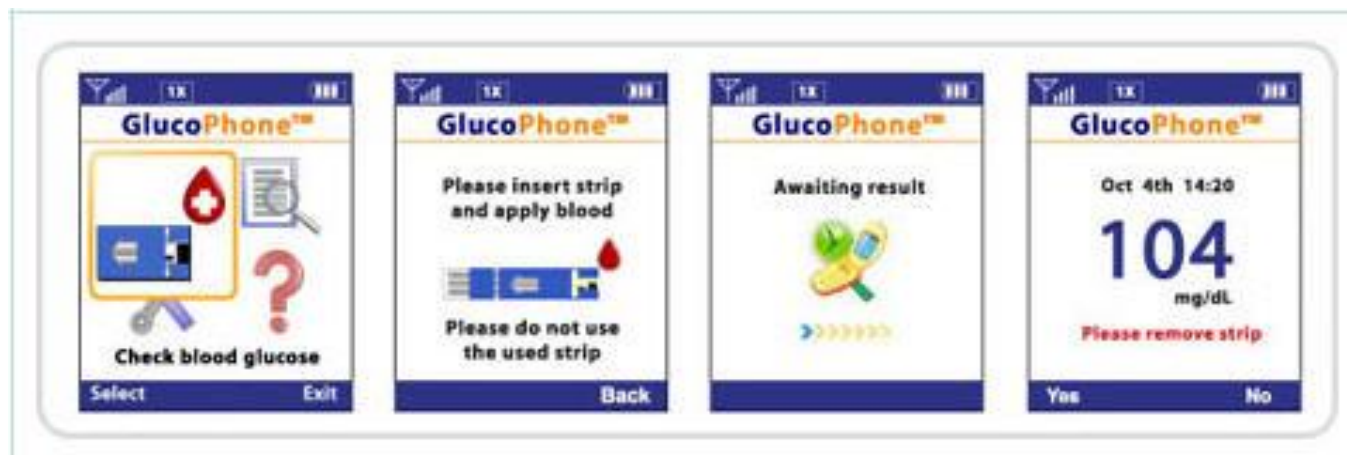 1X
GlucoPhone™
Check blood glucose
Select Exit
1X
GlucoPhone™
Please insert strip
and apply blood
Please do not use
the used strip
Back
1X
GlucoPhone™
Awaiting result
1X
GlucoPhone™
Oct 4th 14:20
104
mg/dL
Please remove strip
Yes No